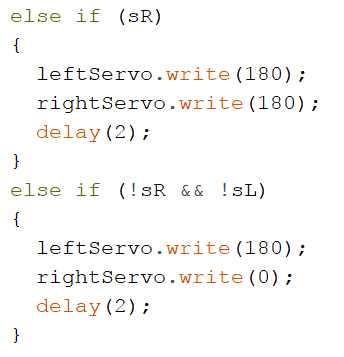 else if (sR)
{
  leftServo.write(180);
  rightServo.write(180);
  delay(2);
}
else if (!sR && !sL)
{
  leftServo.write(180);
  rightServo.write(0);
  delay(2);
}